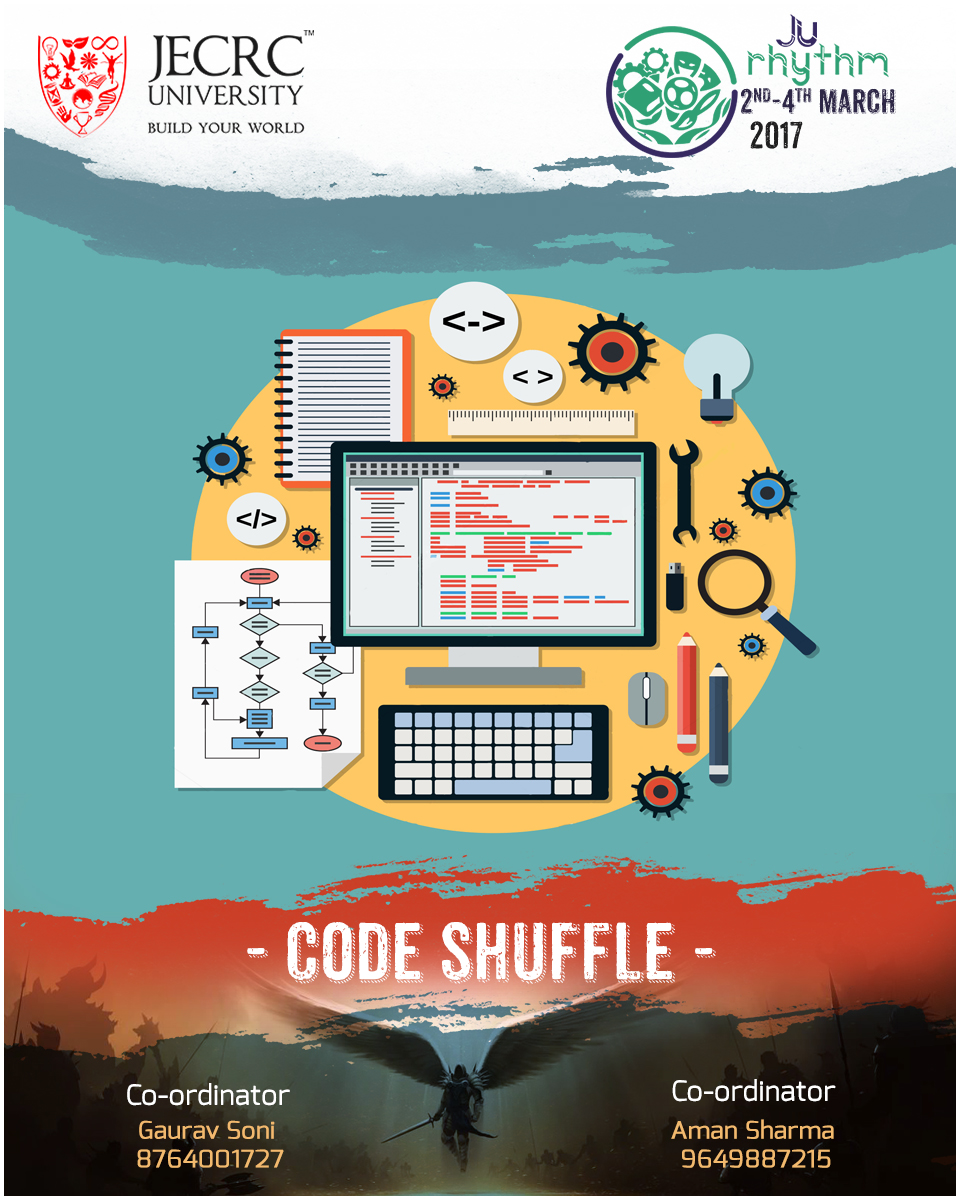 JECRC™
UNIVERSITY
BUILD YOUR WORLD
JU
rhythm
2ND-4TH MARCH
2017
<->
< >
</>
- CODE SHUFFLE -
Co-ordinator
Gaurav Soni
8764001727
Co-ordinator
Aman Sharma
9649887215